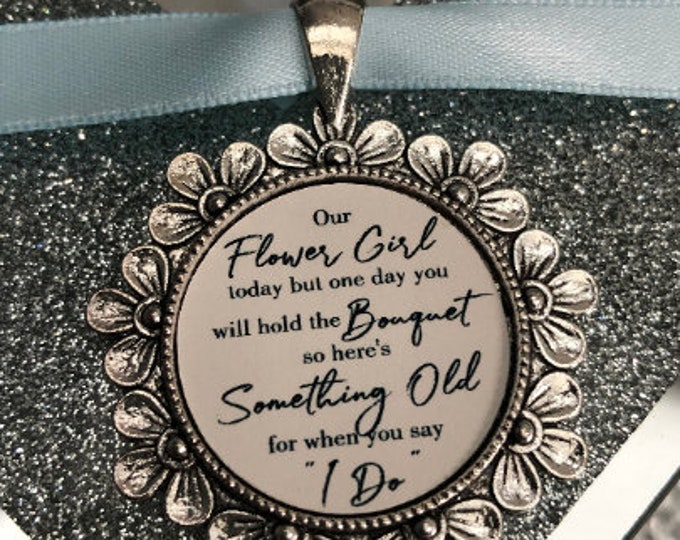 Our
Flower Girl
today but one day you
will hold the Bouquet
so here's
Something Old
for when you say
"I Do"